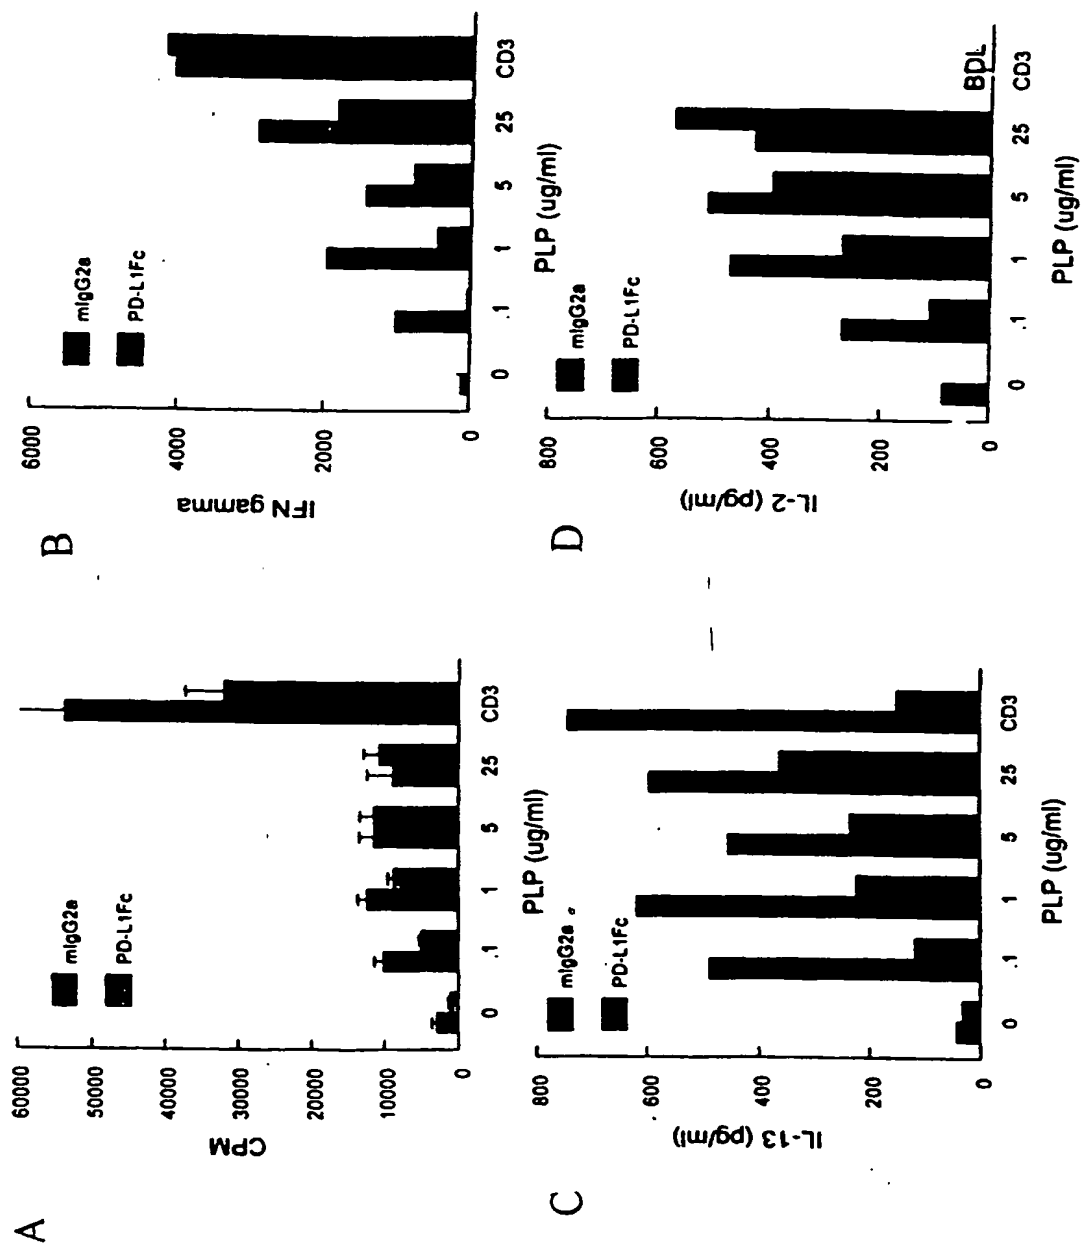 A
CPM
60000
50000
40000
30000
20000
10000
0
mIgG2a
PD-L1Fc
0 .1 1 5 25 CD3
PLP (ug/ml)
B
IFN gamma
6000
4000
2000
0
mIgG2a
PD-L1Fc
0 .1 1 5 25 CD3
PLP (ug/ml)
C
IL-13 (pg/ml)
800
600
400
200
0
mIgG2a
PD-L1Fc
0 .1 1 5 25 CD3
PLP (ug/ml)
D
IL-2 (pg/ml)
800
600
400
200
0
mIgG2a
PD-L1Fc
BDL
0 .1 1 5 25 CD3
PLP (ug/ml)